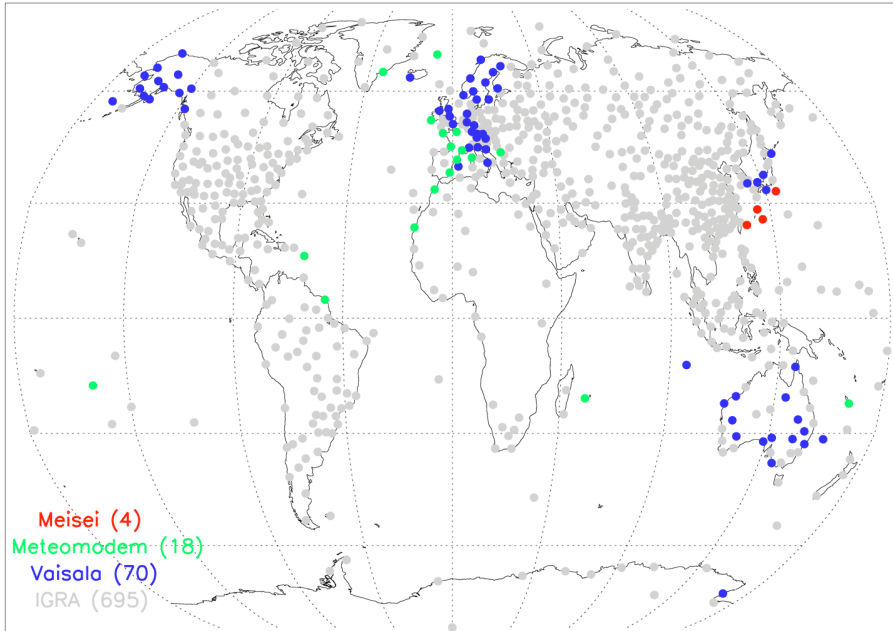 Meisei (4)
Meteomodem (18)
Vaisala (70)
IGRA (695)